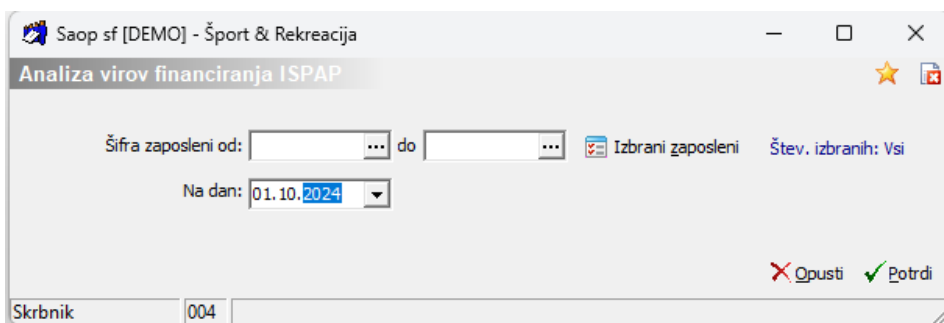 Saop sf [DEMO] - Šport & Rekreacija
Analiza virov financiranja ISPAP
Šifra zaposleni od: ... do ... Izbrani zaposleni Štev. izbranih: Vsi
Na dan: 01.10.2024
Opusti Potrdi
Skrbnik 004